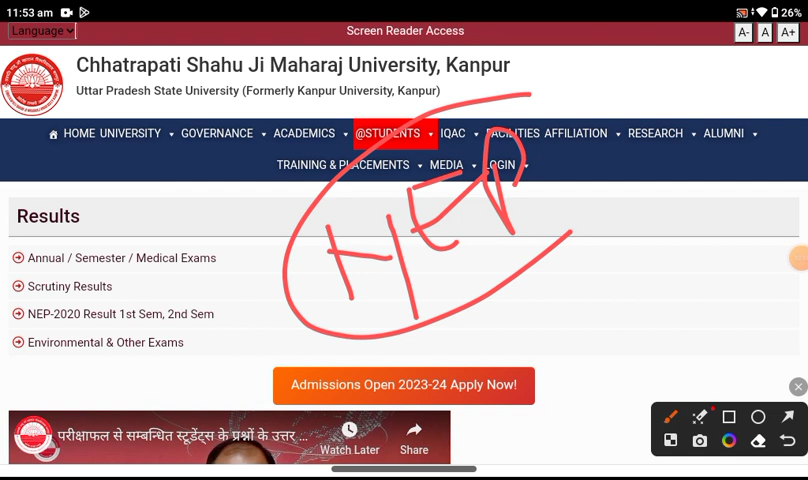 11:53 am 26%
Language Screen Reader Access A- A A+
Chhatrapati Shahu Ji Maharaj University, Kanpur
Uttar Pradesh State University (Formerly Kanpur University, Kanpur)
HOME UNIVERSITY GOVERNANCE ACADEMICS @STUDENTS IQAC FACILITIES AFFILIATION RESEARCH ALUMNI
TRAINING & PLACEMENTS MEDIA LOGIN
NEP
Results
Annual / Semester / Medical Exams
Scrutiny Results
NEP-2020 Result 1st Sem, 2nd Sem
Environmental & Other Exams
Admissions Open 2023-24 Apply Now!
परीक्षाफल से सम्बन्धित स्टूडेंट्स के प्रश्नों के उत्तर ...
Watch Later Share